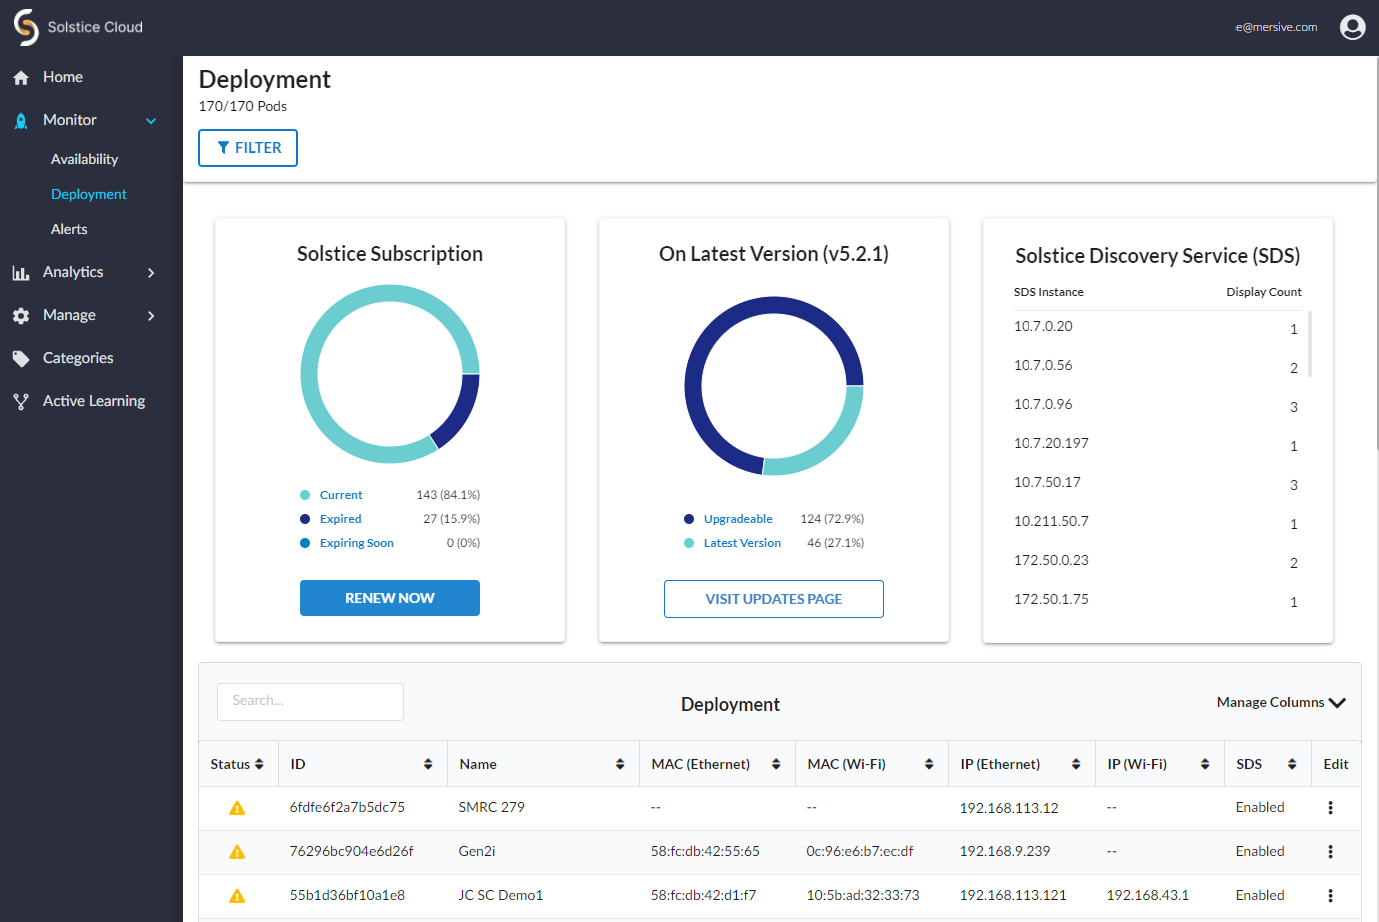 Solstice Cloud
e@mersive.com
Home
Monitor
Availability
Deployment
Alerts
Analytics
Manage
Categories
Active Learning
Deployment
170/170 Pods
FILTER
Solstice Subscription
Current 143 (84.1%)
Expired 27 (15.9%)
Expiring Soon 0 (0%)
RENEW NOW
On Latest Version (v5.2.1)
Upgradeable 124 (72.9%)
Latest Version 46 (27.1%)
VISIT UPDATES PAGE
Solstice Discovery Service (SDS)
SDS Instance Display Count
10.7.0.20 1
10.7.0.56 2
10.7.0.96 3
10.7.20.197 1
10.7.50.17 3
10.211.50.7 1
172.50.0.23 2
172.50.1.75 1
Search...
Deployment
Manage Columns
Status ID Name MAC (Ethernet) MAC (Wi-Fi) IP (Ethernet) IP (Wi-Fi) SDS Edit
6fdfe6f2a7b5dc75 SMRC 279 -- -- 192.168.113.12 -- Enabled
76296bc904e6d26f Gen2i 58:fc:db:42:55:65 0c:96:e6:b7:ec:df 192.168.9.239 -- Enabled
55b1d36bf10a1e8 JC SC Demo1 58:fc:db:42:d1:f7 10:5b:ad:32:33:73 192.168.113.121 192.168.43.1 Enabled